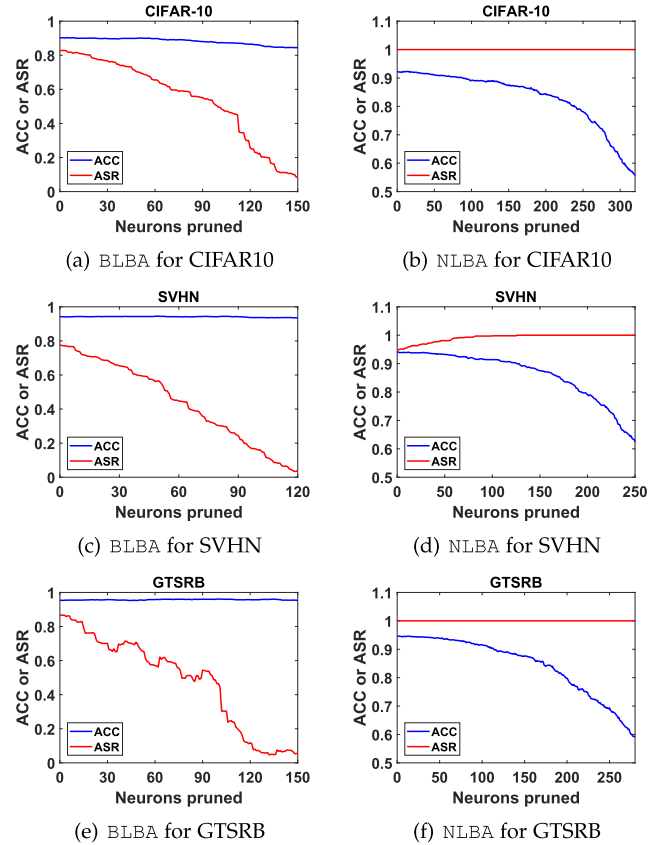 CIFAR-10
ACC or ASR
1
0.8
0.6
0.4
0.2
0
ACC
ASR
0 30 60 90 120 150
Neurons pruned
(a) BLBA for CIFAR10
CIFAR-10
ACC or ASR
1.1
1
0.9
0.8
0.7
0.6
0.5
ACC
ASR
0 50 100 150 200 250 300
Neurons pruned
(b) NLBA for CIFAR10
SVHN
ACC or ASR
1
0.8
0.6
0.4
0.2
0
ACC
ASR
0 30 60 90 120
Neurons pruned
(c) BLBA for SVHN
SVHN
ACC or ASR
1.1
1
0.9
0.8
0.7
0.6
0.5
ACC
ASR
0 50 100 150 200 250
Neurons pruned
(d) NLBA for SVHN
GTSRB
ACC or ASR
1
0.8
0.6
0.4
0.2
0
ACC
ASR
0 30 60 90 120 150
Neurons pruned
(e) BLBA for GTSRB
GTSRB
ACC or ASR
1.1
1
0.9
0.8
0.7
0.6
0.5
ACC
ASR
0 50 100 150 200 250
Neurons pruned
(f) NLBA for GTSRB